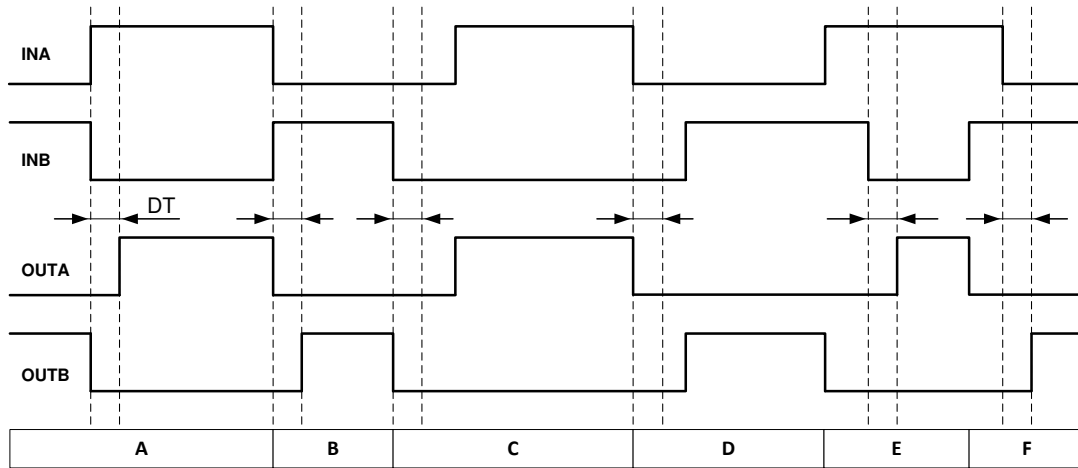 INA
INB
DT
OUTA
OUTB
A B C D E F